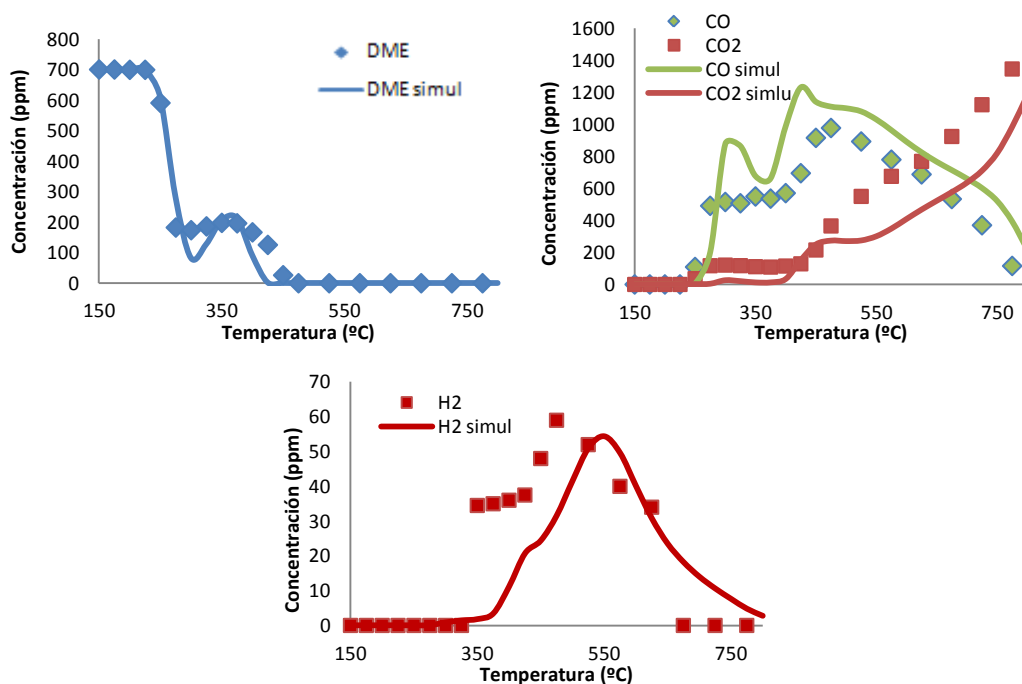 800
700
600
500
400
300
200
100
0
Concentración (ppm)
DME
DME simul
150
350
550
750
Temperatura (ºC)
1600
1400
1200
1000
800
600
400
200
0
Concentración (ppm)
CO
CO2
CO simul
CO2 simlu
150
350
550
750
Temperatura (ºC)
70
60
50
40
30
20
10
0
Concentración (ppm)
H2
H2 simul
150
350
550
750
Temperatura (ºC)